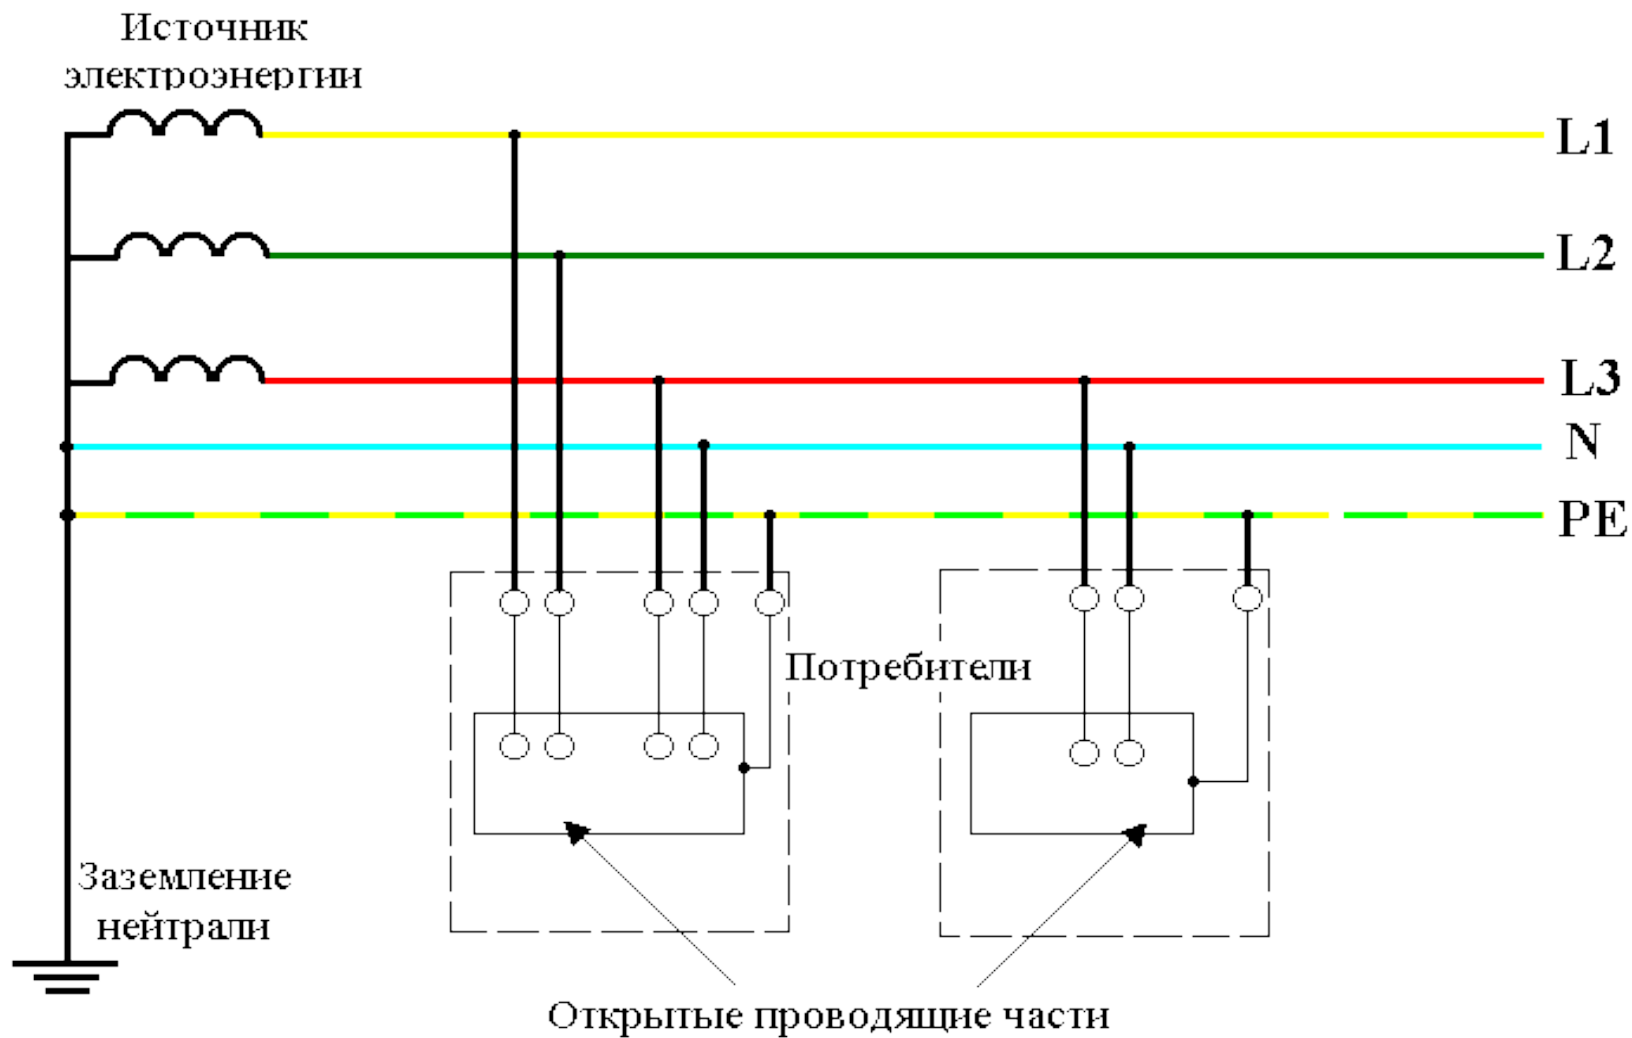 Источник
электроэнергии
L1
L2
L3
N
PE
Потребители
Заземление
нейтрали
Открытые проводящие части